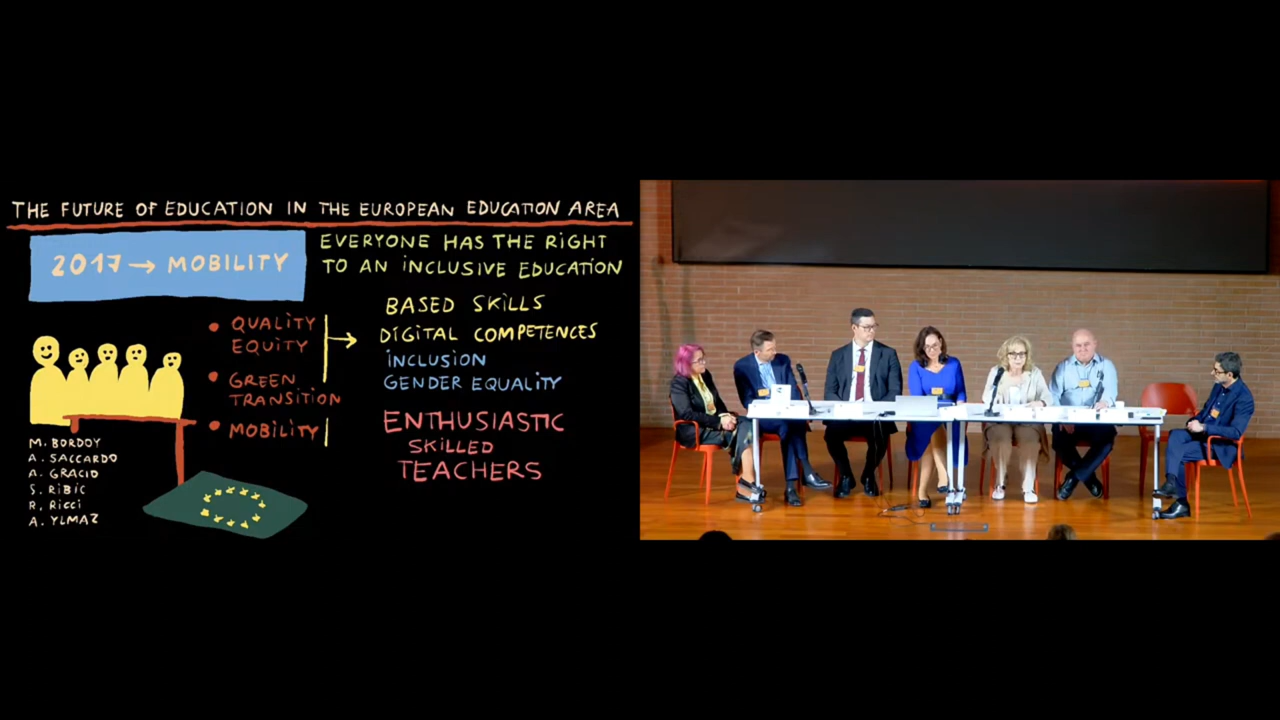 THE FUTURE OF EDUCATION IN THE EUROPEAN EDUCATION AREA
2017 → MOBILITY
EVERYONE HAS THE RIGHT
TO AN INCLUSIVE EDUCATION
• QUALITY
EQUITY
• GREEN
TRANSITION
• MOBILITY
BASED SKILLS
DIGITAL COMPETENCES
INCLUSION
GENDER EQUALITY
ENTHUSIASTIC
SKILLED
TEACHERS
M. BORDOY
A. SACCARDO
A. GRACIO
S. RIBIC
R. RICCI
A. YLMAZ